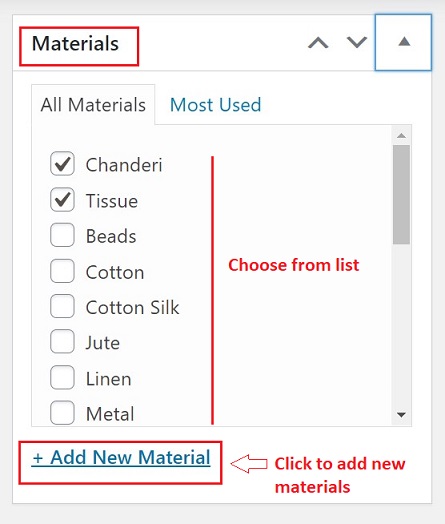 Materials
All Materials
Most Used
Chanderi
Tissue
Beads
Cotton
Cotton Silk
Jute
Linen
Metal
Choose from list
+ Add New Material
Click to add new
materials